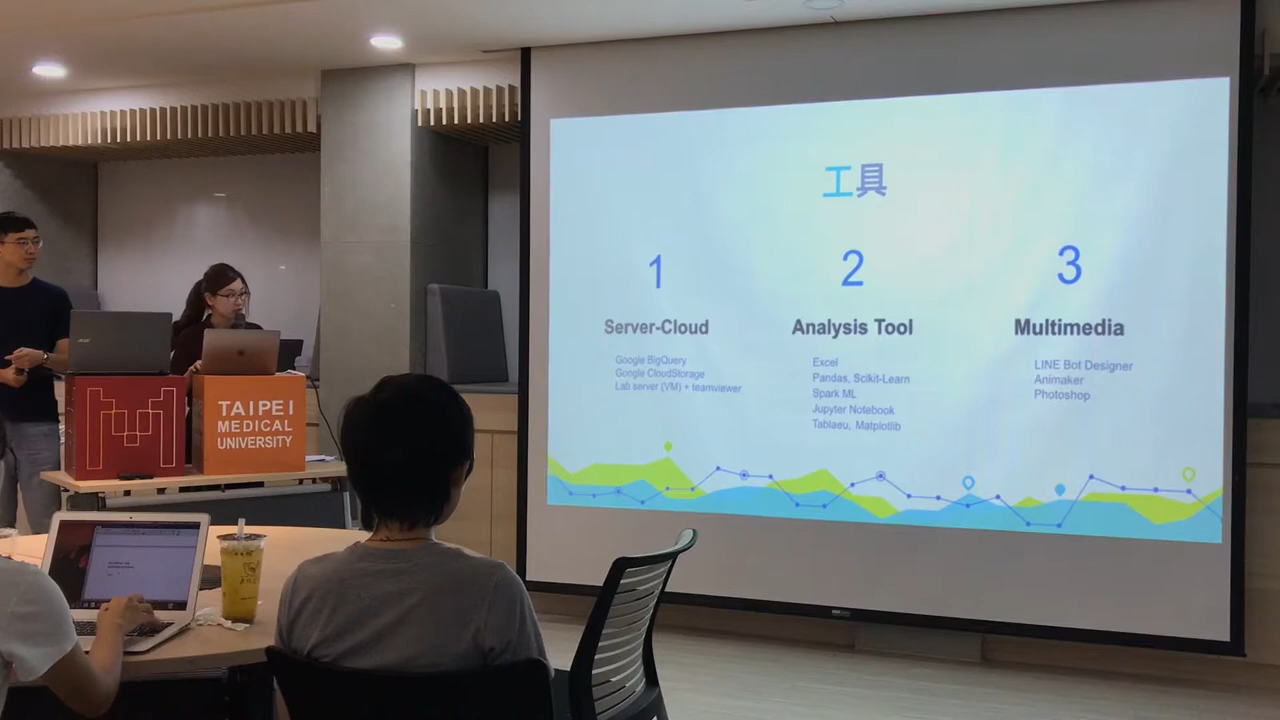 工具
1
Server-Cloud
Google BigQuery
Google CloudStorage
Lab server (VM) + teamviewer
2
Analysis Tool
Excel
Pandas, Scikit-Learn
Spark ML
Jupyter Notebook
Tablaeu, Matplotlib
3
Multimedia
LINE Bot Designer
Animaker
Photoshop
acer
TAIPEI
MEDICAL
UNIVERSITY